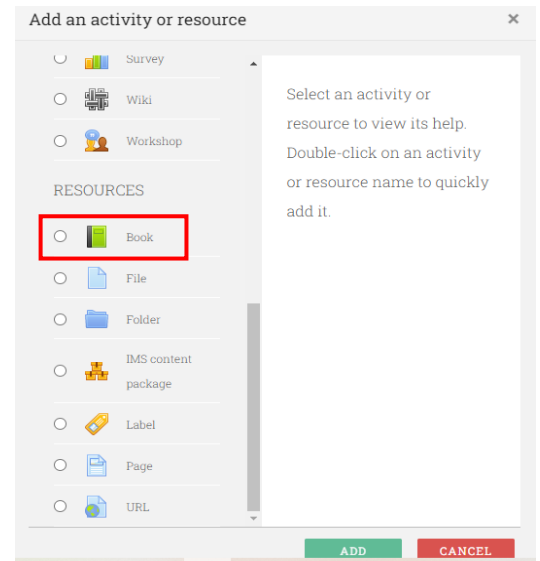 Add an activity or resource ×
Survey
Wiki
Workshop
RESOURCES
Book
File
Folder
IMS content
package
Label
Page
URL
Select an activity or
resource to view its help.
Double-click on an activity
or resource name to quickly
add it.
ADD CANCEL